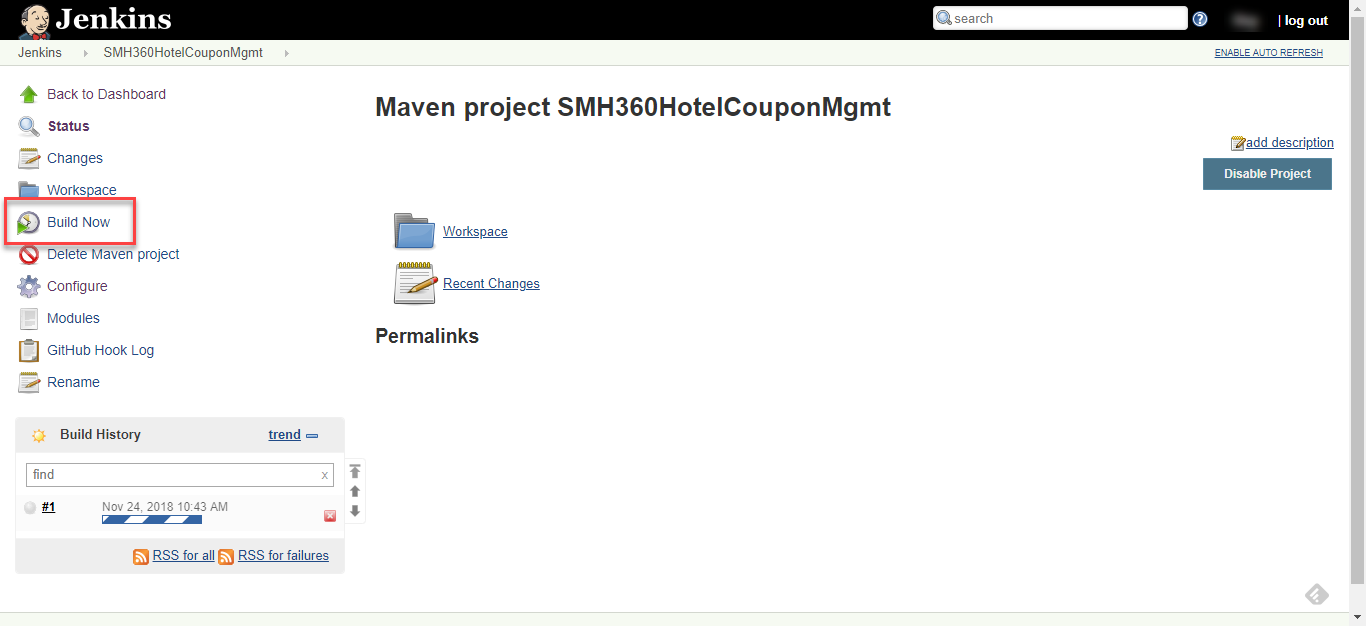 Jenkins
search
log out
Jenkins SMH360HotelCouponMgmt
ENABLE AUTO REFRESH
Back to Dashboard
Status
Changes
Workspace
Build Now
Delete Maven project
Configure
Modules
GitHub Hook Log
Rename
Build History trend
find x
#1 Nov 24, 2018 10:43 AM
RSS for all RSS for failures
Maven project SMH360HotelCouponMgmt
add description
Disable Project
Workspace
Recent Changes
Permalinks